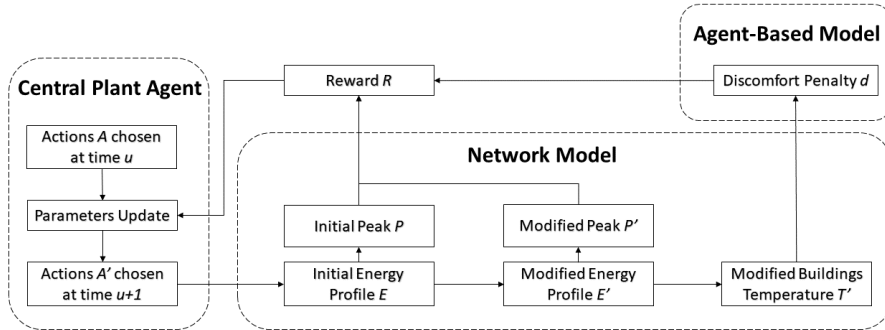 Agent-Based Model
Central Plant Agent
Reward R
Discomfort Penalty d
Actions A chosen
at time u
Network Model
Parameters Update
Initial Peak P
Modified Peak P’
Actions A’ chosen
at time u+1
Initial Energy
Profile E
Modified Energy
Profile E’
Modified Buildings
Temperature T’